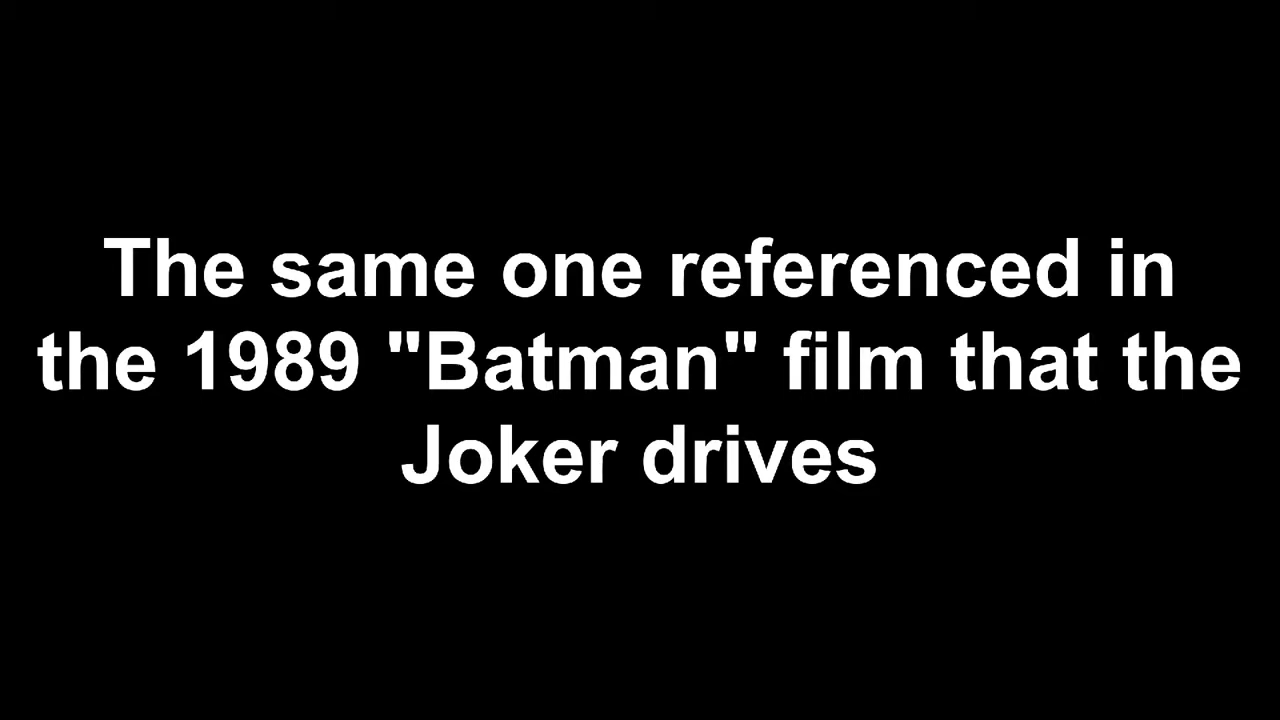 The same one referenced in
the 1989 "Batman" film that the
Joker drives